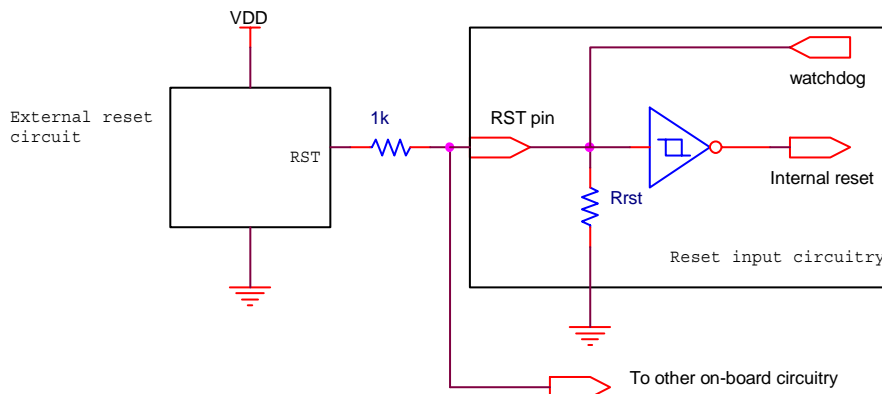 VDD
External reset
circuit
RST
1k
RST pin
watchdog
Internal reset
Rrst
Reset input circuitry
To other on-board circuitry